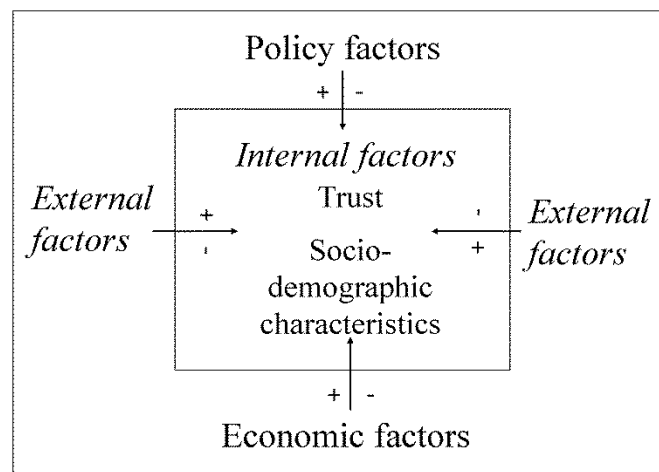 Policy factors
+ -
Internal factors
Trust
External
factors
+
-
-
+
External
factors
Socio-
demographic
characteristics
+ -
Economic factors